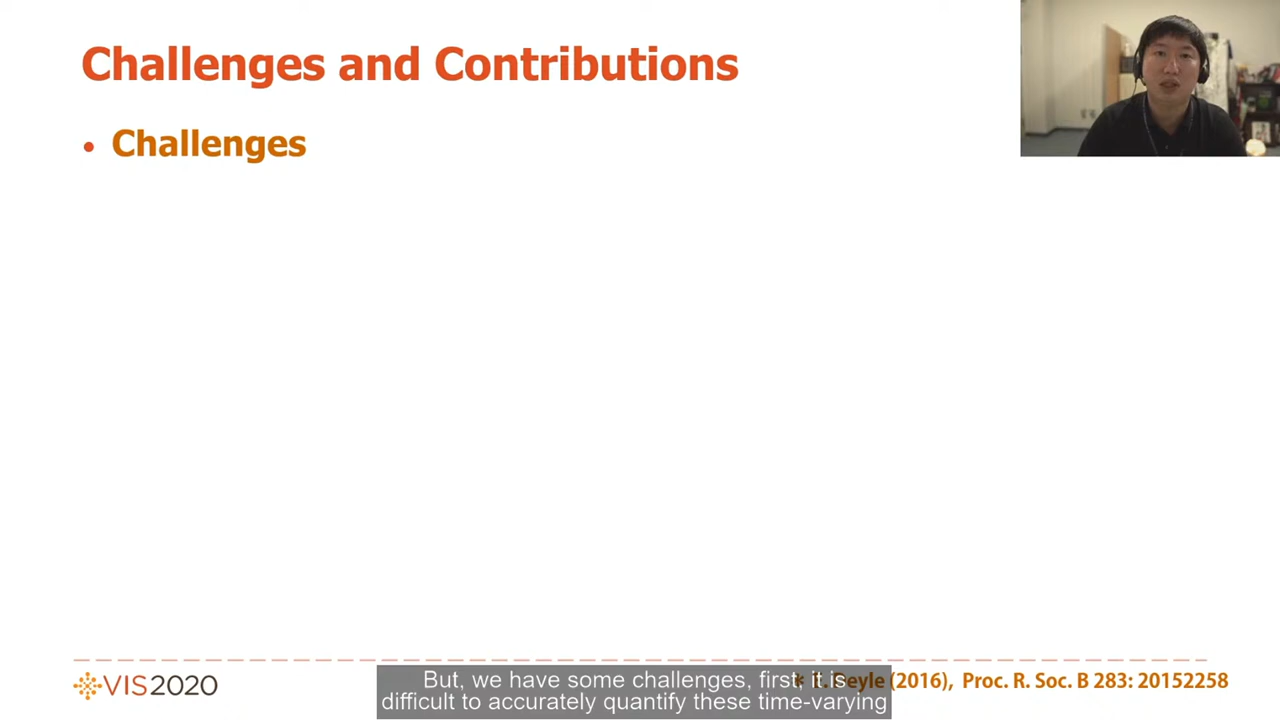 Challenges and Contributions
• Challenges
But, we have some challenges, first, it is
difficult to accurately quantify these time-varying
VIS2020
(2016), Proc. R. Soc. B 283: 20152258